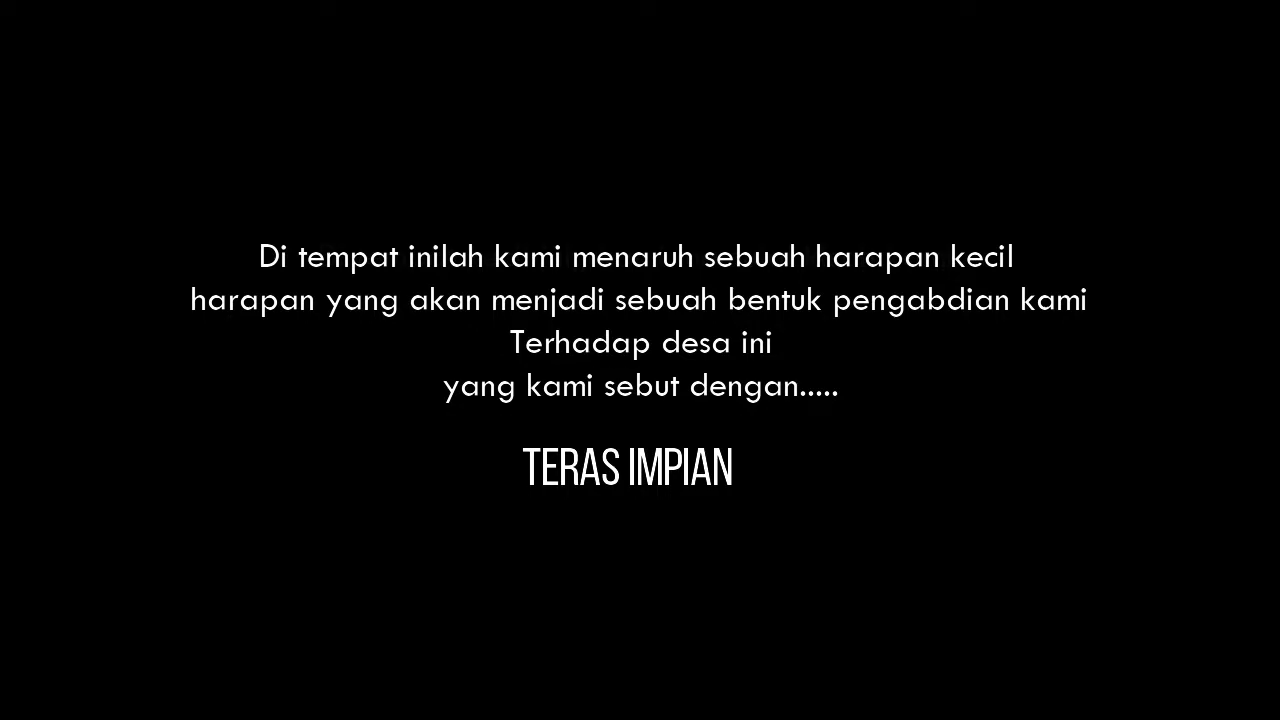 Di tempat inilah kami menaruh sebuah harapan kecil
harapan yang akan menjadi sebuah bentuk pengabdian kami
Terhadap desa ini
yang kami sebut dengan.....
TERAS IMPIAN